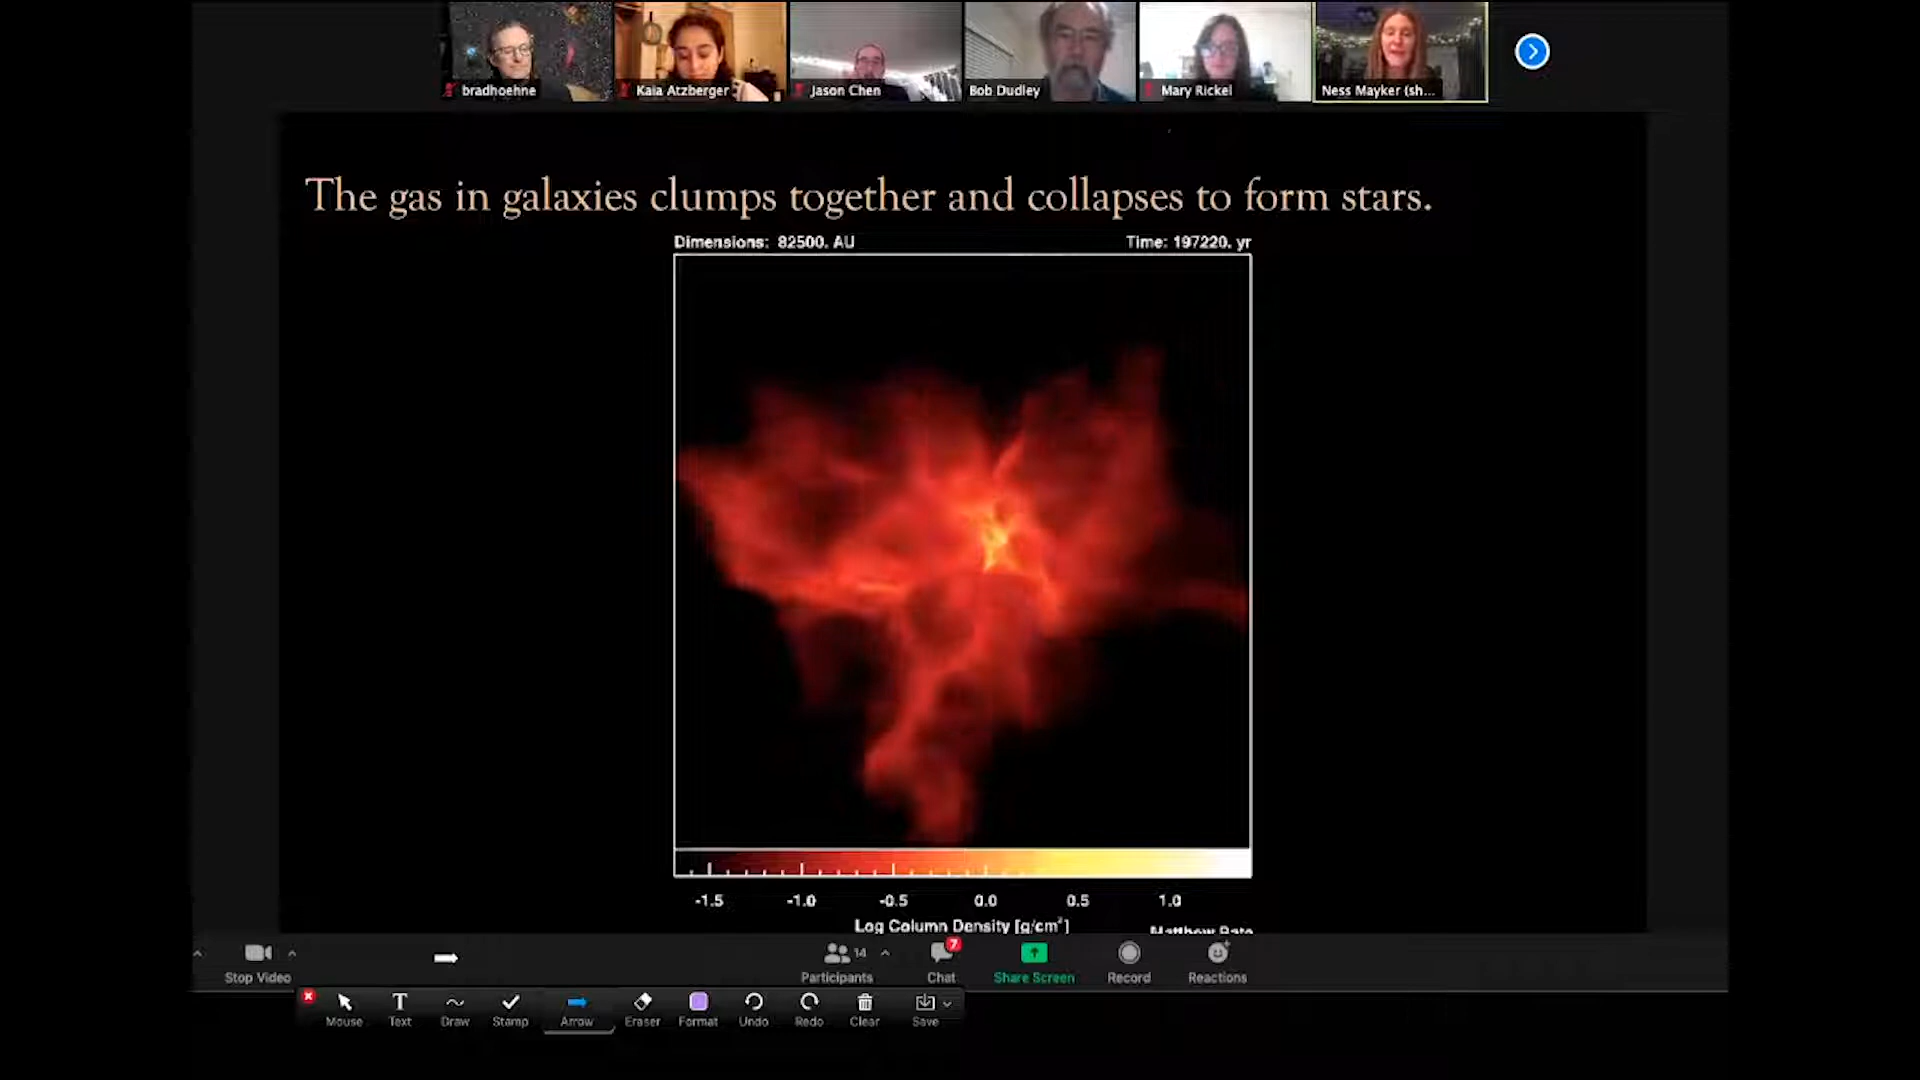 bradhoehne
Kaia Atzberger
Jason Chen
Bob Dudley
Mary Rickel
Ness Mayker (sh...
The gas in galaxies clumps together and collapses to form stars.
Dimensions: 82500. AU
Time: 197220. yr
-1.5 -1.0 -0.5 0.0 0.5 1.0
Log Column Density [g/cm²]
Matthew Bate
Stop Video
14
Participants
7
Chat
Share Screen
Record
Reactions
Mouse
Text
Draw
Stamp
Arrow
Eraser
Format
Undo
Redo
Clear
Save